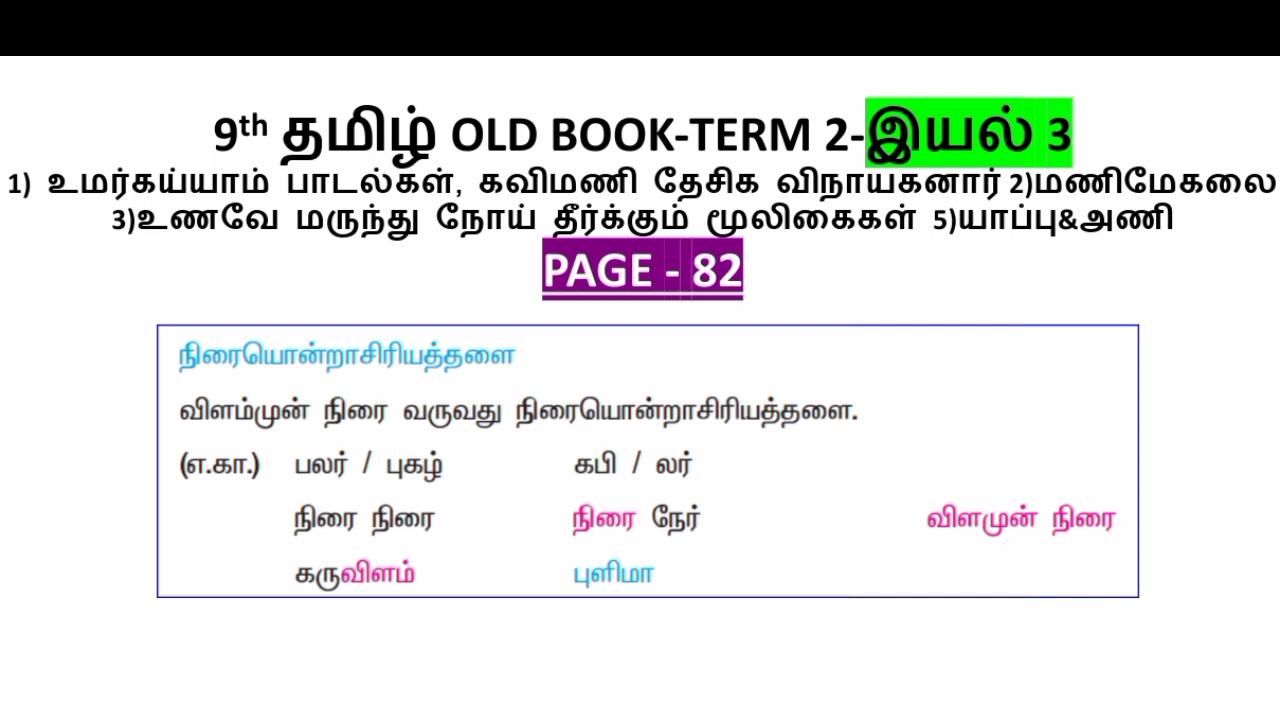 9th தமிழ் OLD BOOK-TERM 2-இயல் 3
1) உமர்கய்யாம் பாடல்கள், கவிமணி தேசிக விநாயகனார் 2)மணிமேகலை
3)உணவே மருந்து நோய் தீர்க்கும் மூலிகைகள் 5)யாப்பு&அணி
PAGE - 82
நிரையொன்றாசிரியத்தளை
விளம்முன் நிரை வருவது நிரையொன்றாசிரியத்தளை.
(எ.கா.) பலர் / புகழ் கபி / லர்
நிரை நிரை நிரை நேர் விளமுன் நிரை
கருவிளம் புளிமா